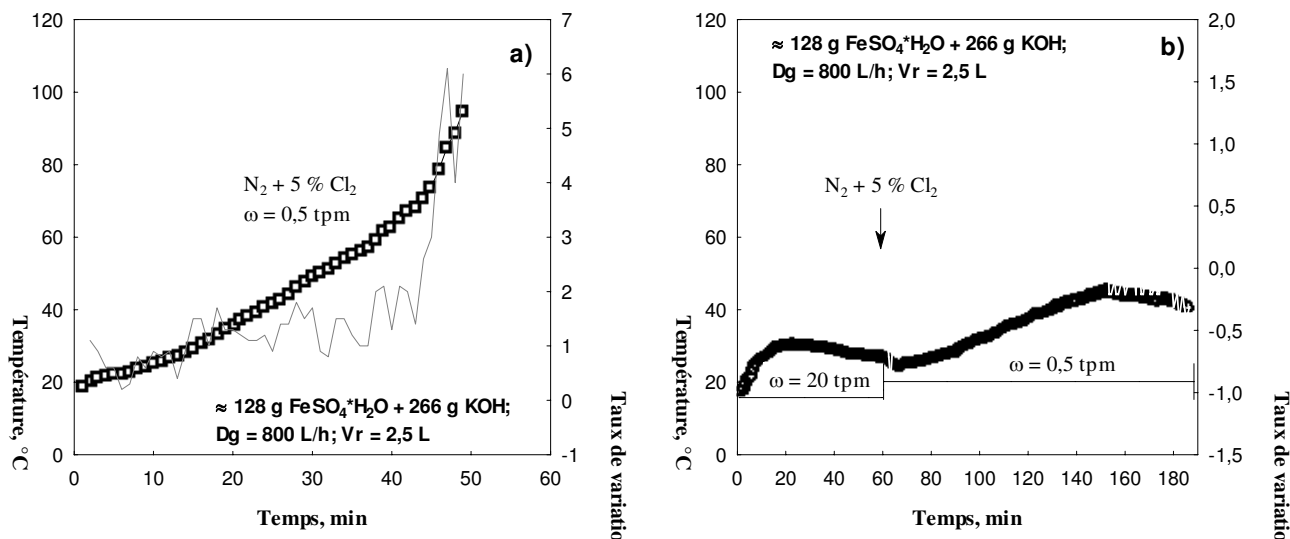 120
100
80
60
40
20
0
Température, °C
7
6
5
4
3
2
1
0
-1
Taux de variatio
a)
N₂ + 5 % Cl₂
ω = 0,5 tpm
≈ 128 g FeSO₄*H₂O + 266 g KOH;
Dg = 800 L/h; Vr = 2,5 L
0 10 20 30 40 50 60
Temps, min
120
100
80
60
40
20
0
Température, °C
2,0
1,5
1,0
0,5
0,0
-0,5
-1,0
-1,5
Taux de variatio
b)
≈ 128 g FeSO₄*H₂O + 266 g KOH;
Dg = 800 L/h; Vr = 2,5 L
N₂ + 5 % Cl₂
ω = 20 tpm
ω = 0,5 tpm
0 20 40 60 80 100 120 140 160 180
Temps, min